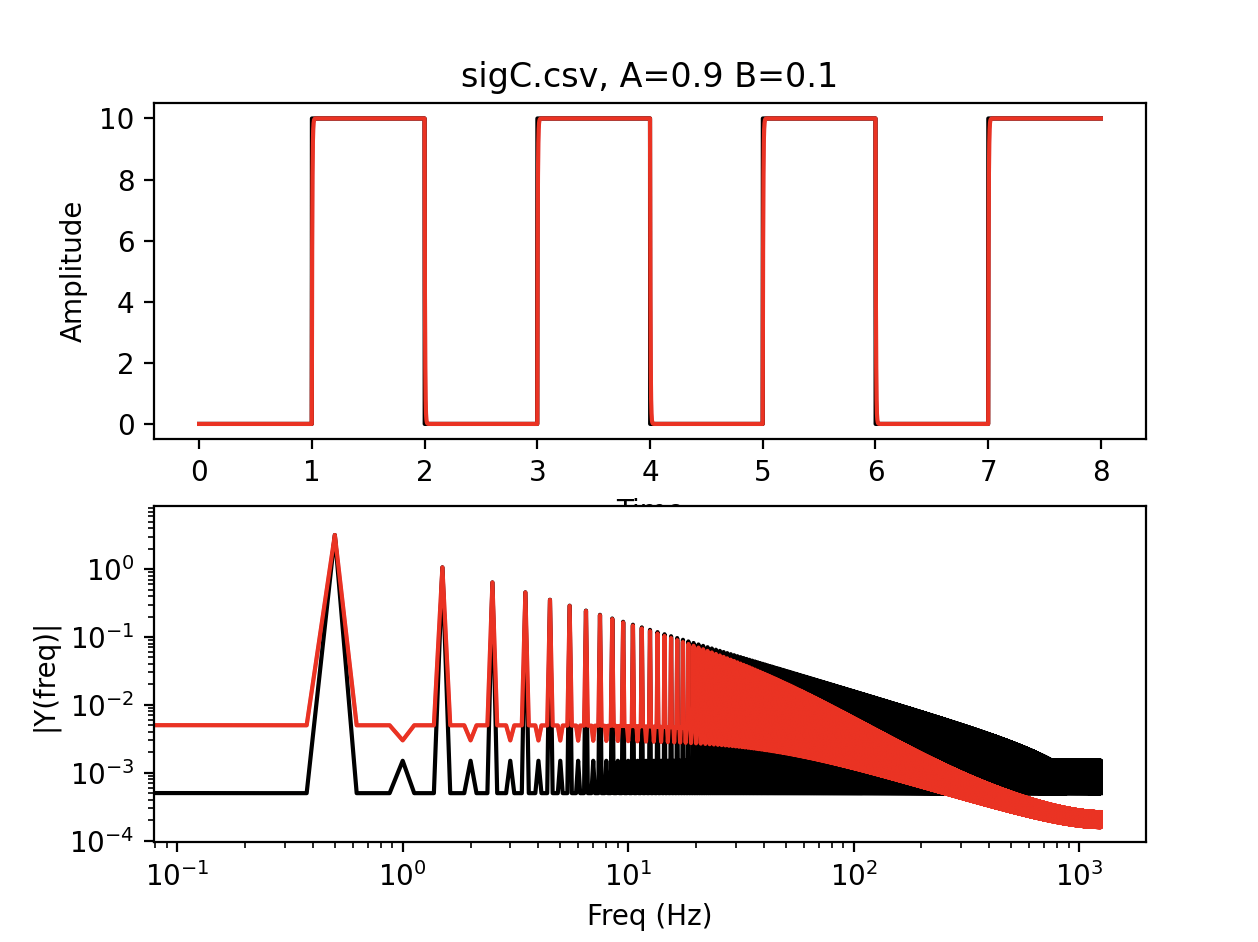 sigC.csv, A=0.9 B=0.1
Amplitude
10
8
6
4
2
0
0 1 2 3 4 5 6 7 8
Time
|Y(freq)|
10⁰
10⁻¹
10⁻²
10⁻³
10⁻⁴
10⁻¹ 10⁰ 10¹ 10² 10³
Freq (Hz)